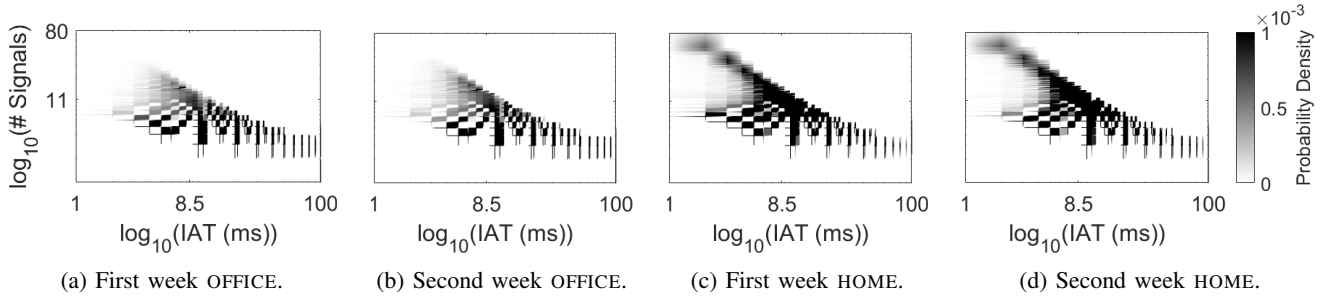 ×10⁻³
80
11
log₁₀(# Signals)
1 8.5 100
log₁₀(IAT (ms))
1 8.5 100
log₁₀(IAT (ms))
1 8.5 100
log₁₀(IAT (ms))
1 8.5 100
log₁₀(IAT (ms))
1
0.5
0
Probability Density
(a) First week OFFICE.
(b) Second week OFFICE.
(c) First week HOME.
(d) Second week HOME.